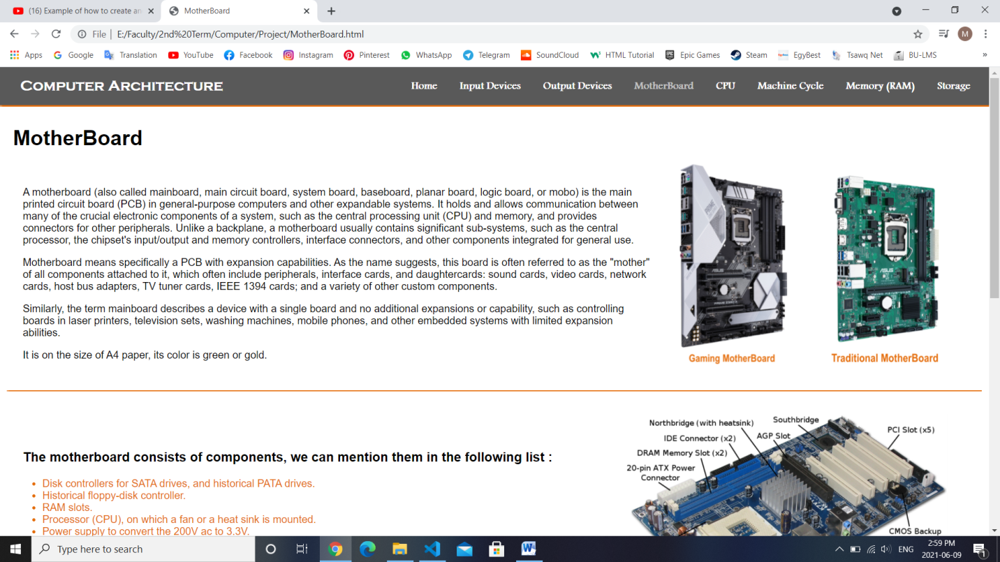 (16) Example of how to create an
MotherBoard
File | E:/Faculty/2nd%20Term/Computer/Project/MotherBoard.html
M
Apps Google Translation YouTube Facebook Instagram Pinterest WhatsApp Telegram SoundCloud HTML Tutorial Epic Games Steam EgyBest Tsawq Net BU-LMS »
Computer Architecture
Home Input Devices Output Devices MotherBoard CPU Machine Cycle Memory (RAM) Storage
MotherBoard
A motherboard (also called mainboard, main circuit board, system board, baseboard, planar board, logic board, or mobo) is the main
printed circuit board (PCB) in general-purpose computers and other expandable systems. It holds and allows communication between
many of the crucial electronic components of a system, such as the central processing unit (CPU) and memory, and provides
connectors for other peripherals. Unlike a backplane, a motherboard usually contains significant sub-systems, such as the central
processor, the chipset's input/output and memory controllers, interface connectors, and other components integrated for general use.
Motherboard means specifically a PCB with expansion capabilities. As the name suggests, this board is often referred to as the "mother"
of all components attached to it, which often include peripherals, interface cards, and daughtercards: sound cards, video cards, network
cards, host bus adapters, TV tuner cards, IEEE 1394 cards; and a variety of other custom components.
Similarly, the term mainboard describes a device with a single board and no additional expansions or capability, such as controlling
boards in laser printers, television sets, washing machines, mobile phones, and other embedded systems with limited expansion
abilities.
It is on the size of A4 paper, its color is green or gold.
Gaming MotherBoard
Traditional MotherBoard
The motherboard consists of components, we can mention them in the following list :
• Disk controllers for SATA drives, and historical PATA drives.
• Historical floppy-disk controller.
• RAM slots.
• Processor (CPU), on which a fan or a heat sink is mounted.
• Power supply to convert the 200V ac to 3.3V.
Northbridge (with heatsink)
Southbridge
IDE Connector (x2)
AGP Slot
PCI Slot (x5)
DRAM Memory Slot (x2)
20-pin ATX Power
Connector
CMOS Backup
Type here to search
ENG
2:59 PM
2021-06-09
1